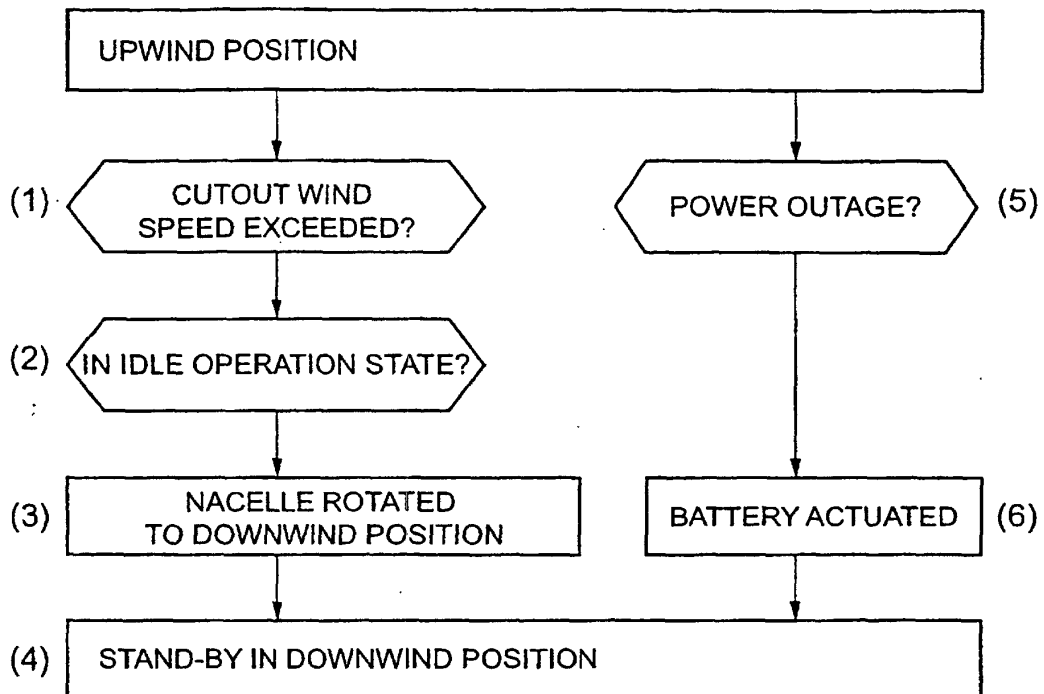 UPWIND POSITION
(1)
CUTOUT WIND
SPEED EXCEEDED?
POWER OUTAGE?
(5)
(2)
IN IDLE OPERATION STATE?
(3)
NACELLE ROTATED
TO DOWNWIND POSITION
BATTERY ACTUATED
(6)
(4)
STAND-BY IN DOWNWIND POSITION